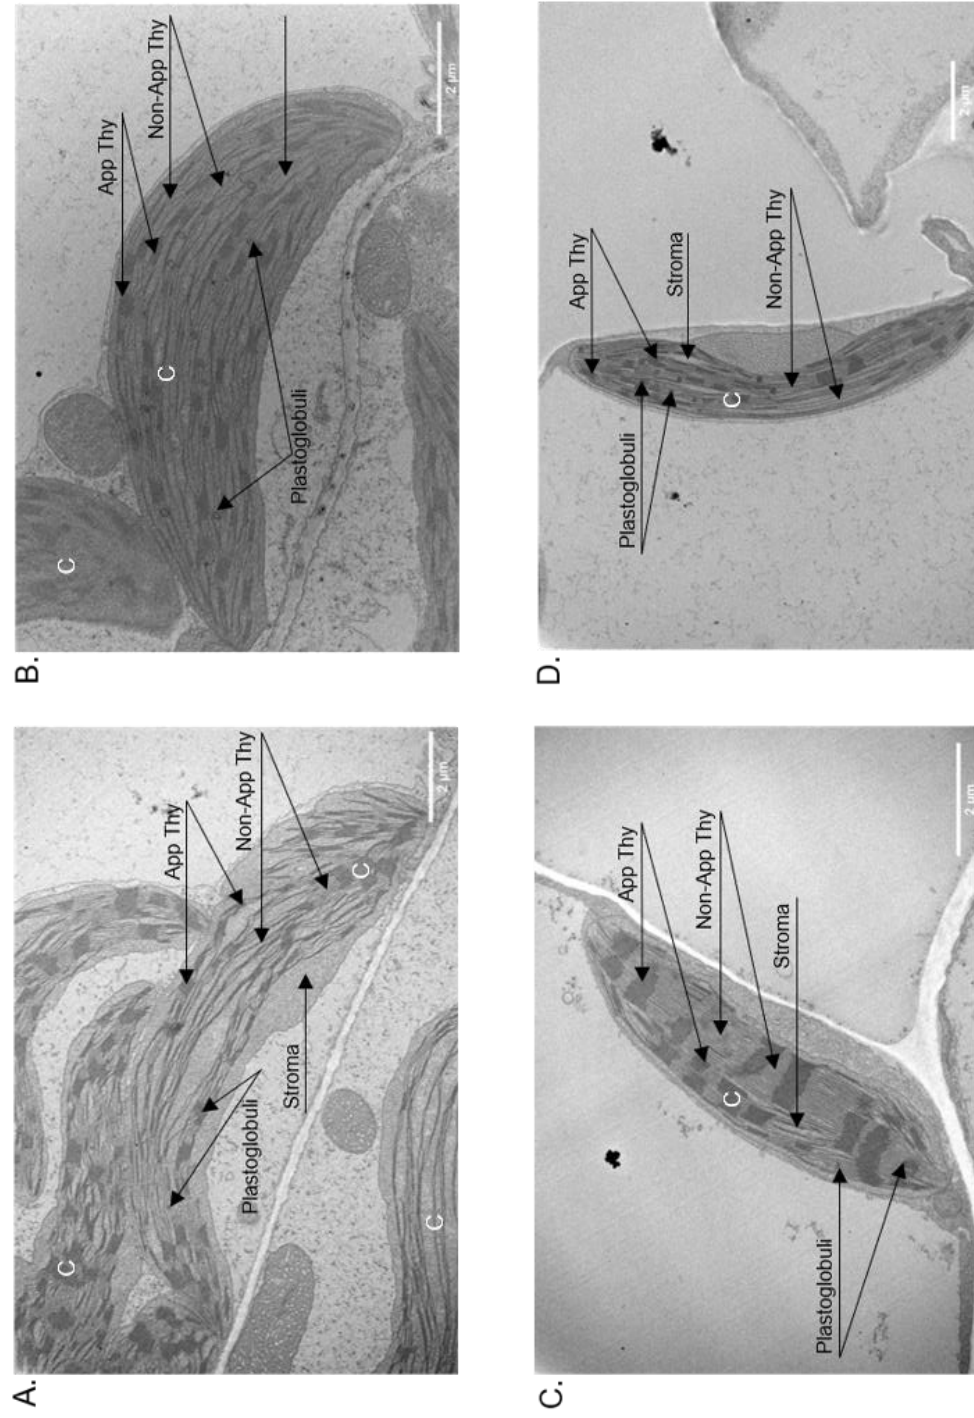 A.
C
App Thy
Non-App Thy
C
Plastoglobuli
Stroma
C
2 µm
B.
C
App Thy
Non-App Thy
C
Plastoglobuli
2 µm
C.
App Thy
Non-App Thy
C
Stroma
Plastoglobuli
2 µm
D.
App Thy
Stroma
Plastoglobuli
C
Non-App Thy
2 µm